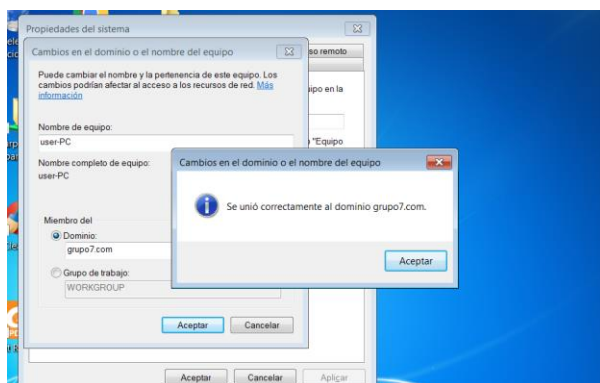 Propiedades del sistema
Cambios en el dominio o el nombre del equipo
so remoto
Puede cambiar el nombre y la pertenencia de este equipo. Los
cambios podrían afectar al acceso a los recursos de red. Más
información
ipo en la
Nombre de equipo:
user-PC
"Equipo
Nombre completo de equipo:
user-PC
Cambios en el dominio o el nombre del equipo
Se unió correctamente al dominio grupo7.com.
Aceptar
Miembro del
Dominio:
grupo7.com
Grupo de trabajo:
WORKGROUP
Aceptar Cancelar
Aceptar Cancelar Aplicar